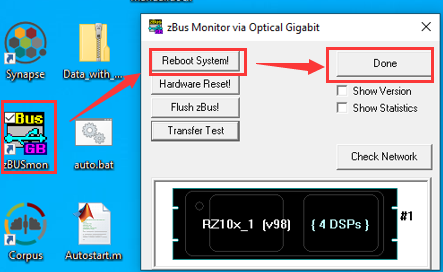 zBus Monitor via Optical Gigabit
Reboot System!
Done
Hardware Reset!
Show Version
Flush zBus!
Show Statistics
Transfer Test
Check Network
RZ10x_1 (v98) { 4 DSPs } #1
Synapse
Data_with_...
Bus
GB
zBUSmon
auto.bat
Corpus
Autostart.m